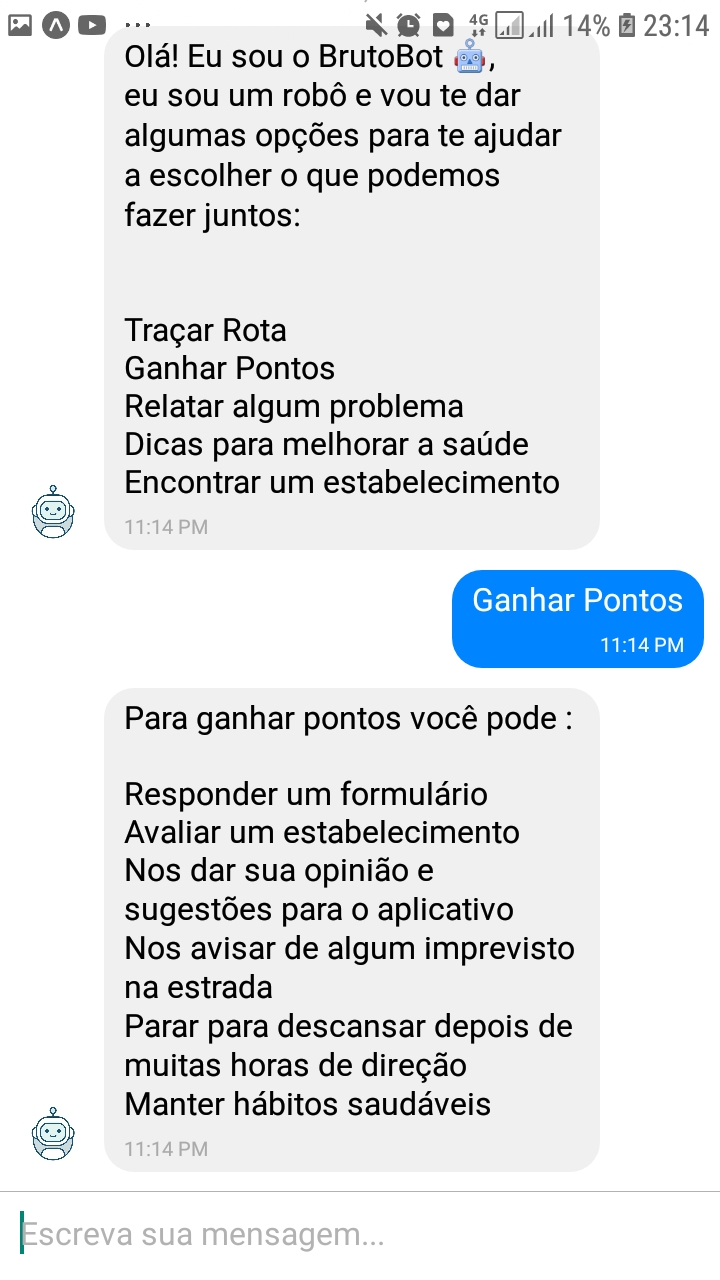 4G 14% 23:14
Olá! Eu sou o BrutoBot 🤖,
eu sou um robô e vou te dar
algumas opções para te ajudar
a escolher o que podemos
fazer juntos:
Traçar Rota
Ganhar Pontos
Relatar algum problema
Dicas para melhorar a saúde
Encontrar um estabelecimento
11:14 PM
Ganhar Pontos
11:14 PM
Para ganhar pontos você pode :
Responder um formulário
Avaliar um estabelecimento
Nos dar sua opinião e
sugestões para o aplicativo
Nos avisar de algum imprevisto
na estrada
Parar para descansar depois de
muitas horas de direção
Manter hábitos saudáveis
11:14 PM
Escreva sua mensagem...